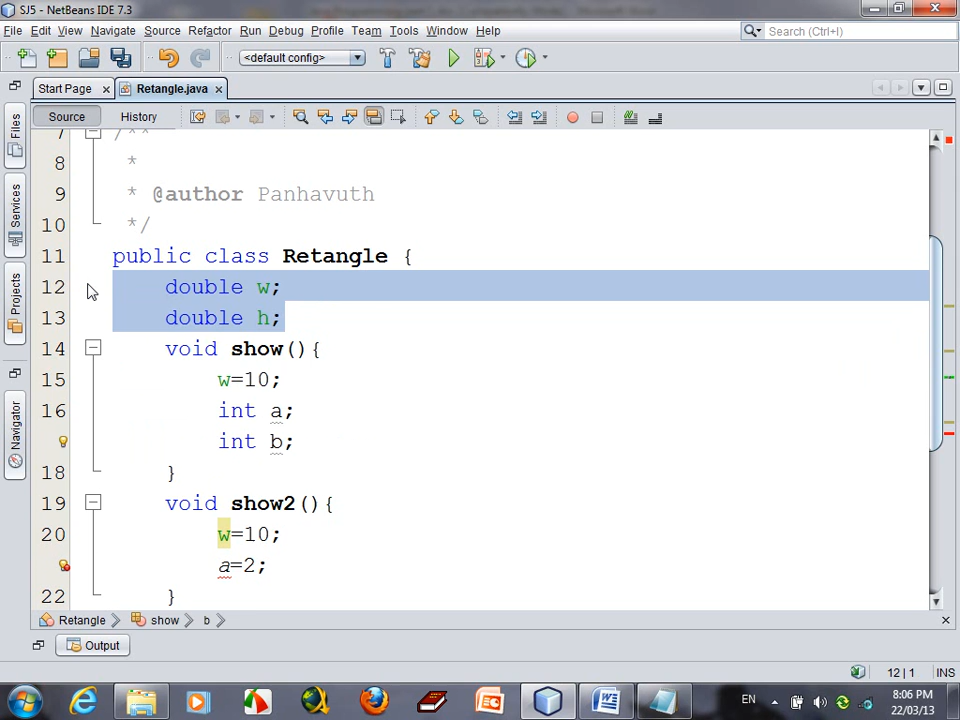 SJ5 - NetBeans IDE 7.3
File Edit View Navigate Source Refactor Run Debug Profile Team Tools Window Help
Search (Ctrl+I)
<default config>
Start Page
Retangle.java
Source History
Files
Services
Projects
Navigator
7 /**
8 *
9 * @author Panhavuth
10 */
11 public class Retangle {
12 double w;
13 double h;
14 void show(){
15 w=10;
16 int a;
int b;
18 }
19 void show2(){
20 w=10;
a=2;
22 }
Retangle show b
Output
12 | 1 INS
EN
8:06 PM
22/03/13